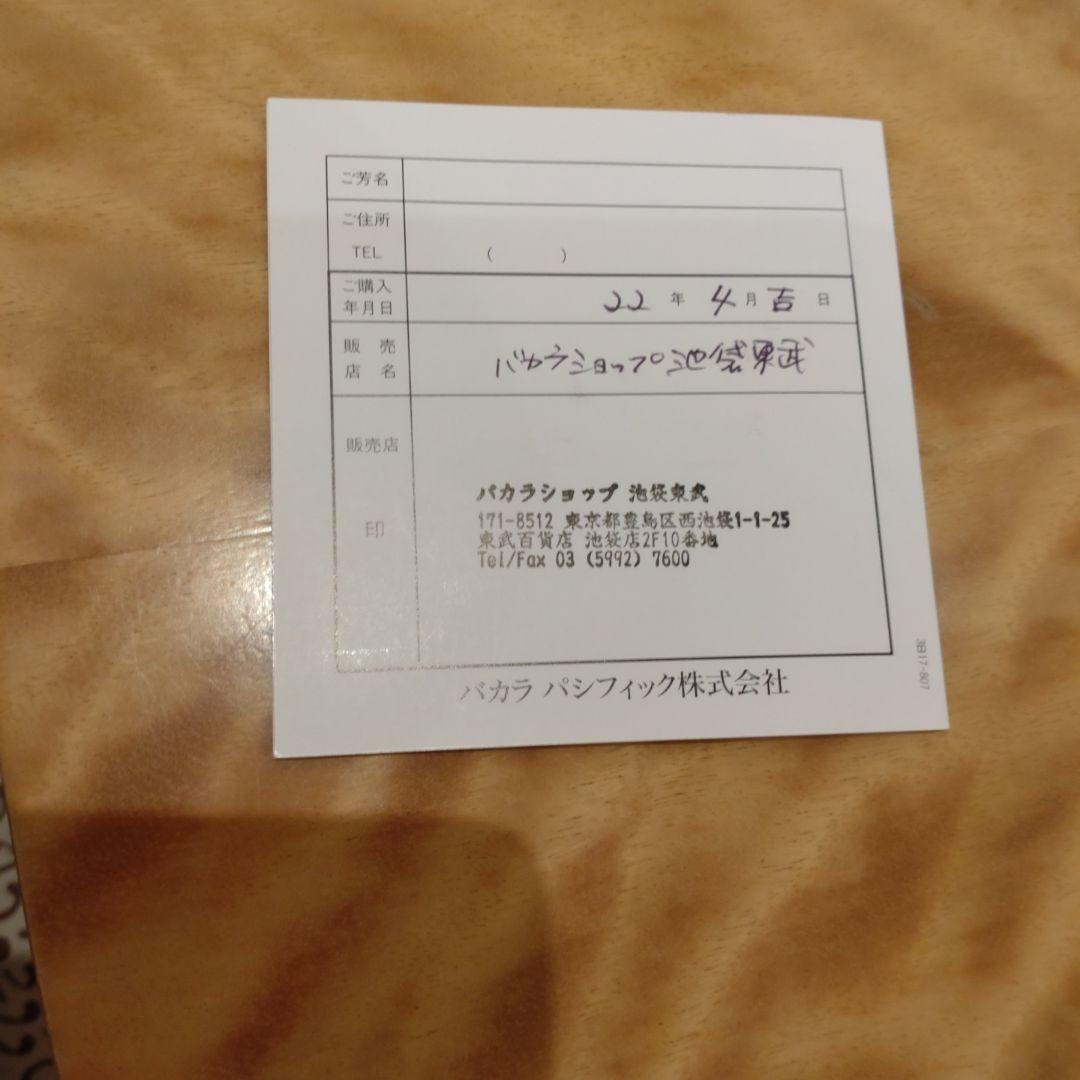 ご芳名
ご住所
TEL ( )
ご購入
年月日 22 年 4 月 吉 日
販 売
店 名 バカラショップ池袋東武
販売店
印
バカラショップ 池袋東武
171-8512 東京都豊島区西池袋1-1-25
東武百貨店 池袋店2F10番地
Tel/Fax 03 (5992) 7600
バカラ パシフィック株式会社
3B17-807